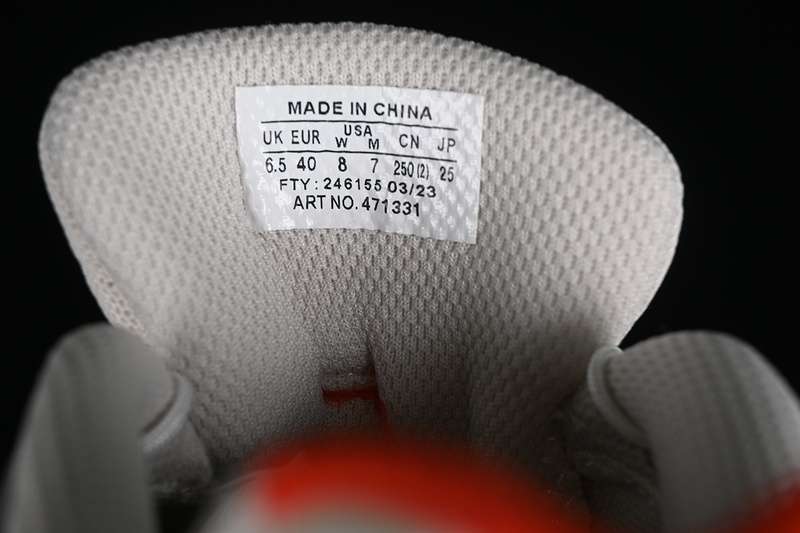 MADE IN CHINA
UK EUR USA W M CN JP
6.5 40 8 7 250(2) 25
FTY: 246155 03/23
ART NO. 471331